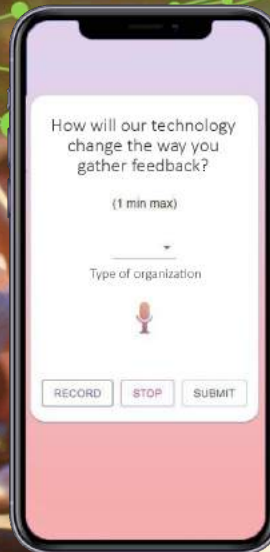 How will our technology
change the way you
gather feedback?
(1 min max)
Type of organization
RECORD STOP SUBMIT